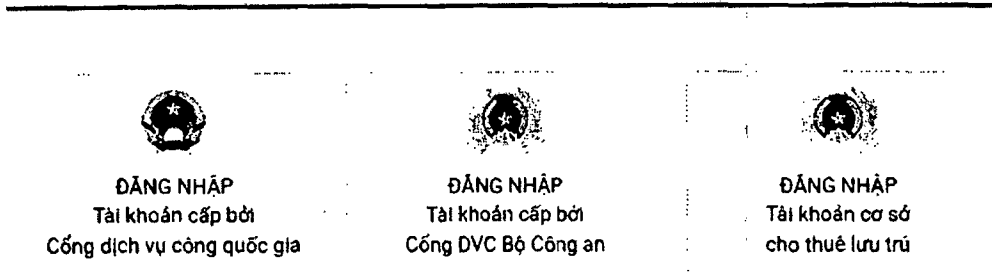 ĐĂNG NHẬP
Tài khoản cấp bởi
Cổng dịch vụ công quốc gia
ĐĂNG NHẬP
Tài khoản cấp bởi
Cổng DVC Bộ Công an
ĐĂNG NHẬP
Tài khoản cơ sở
cho thuê lưu trú